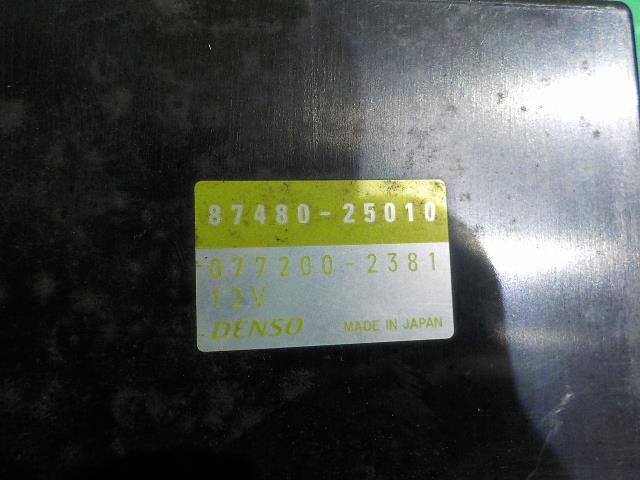 87480-25010
077200-2381
12V
DENSO MADE IN JAPAN